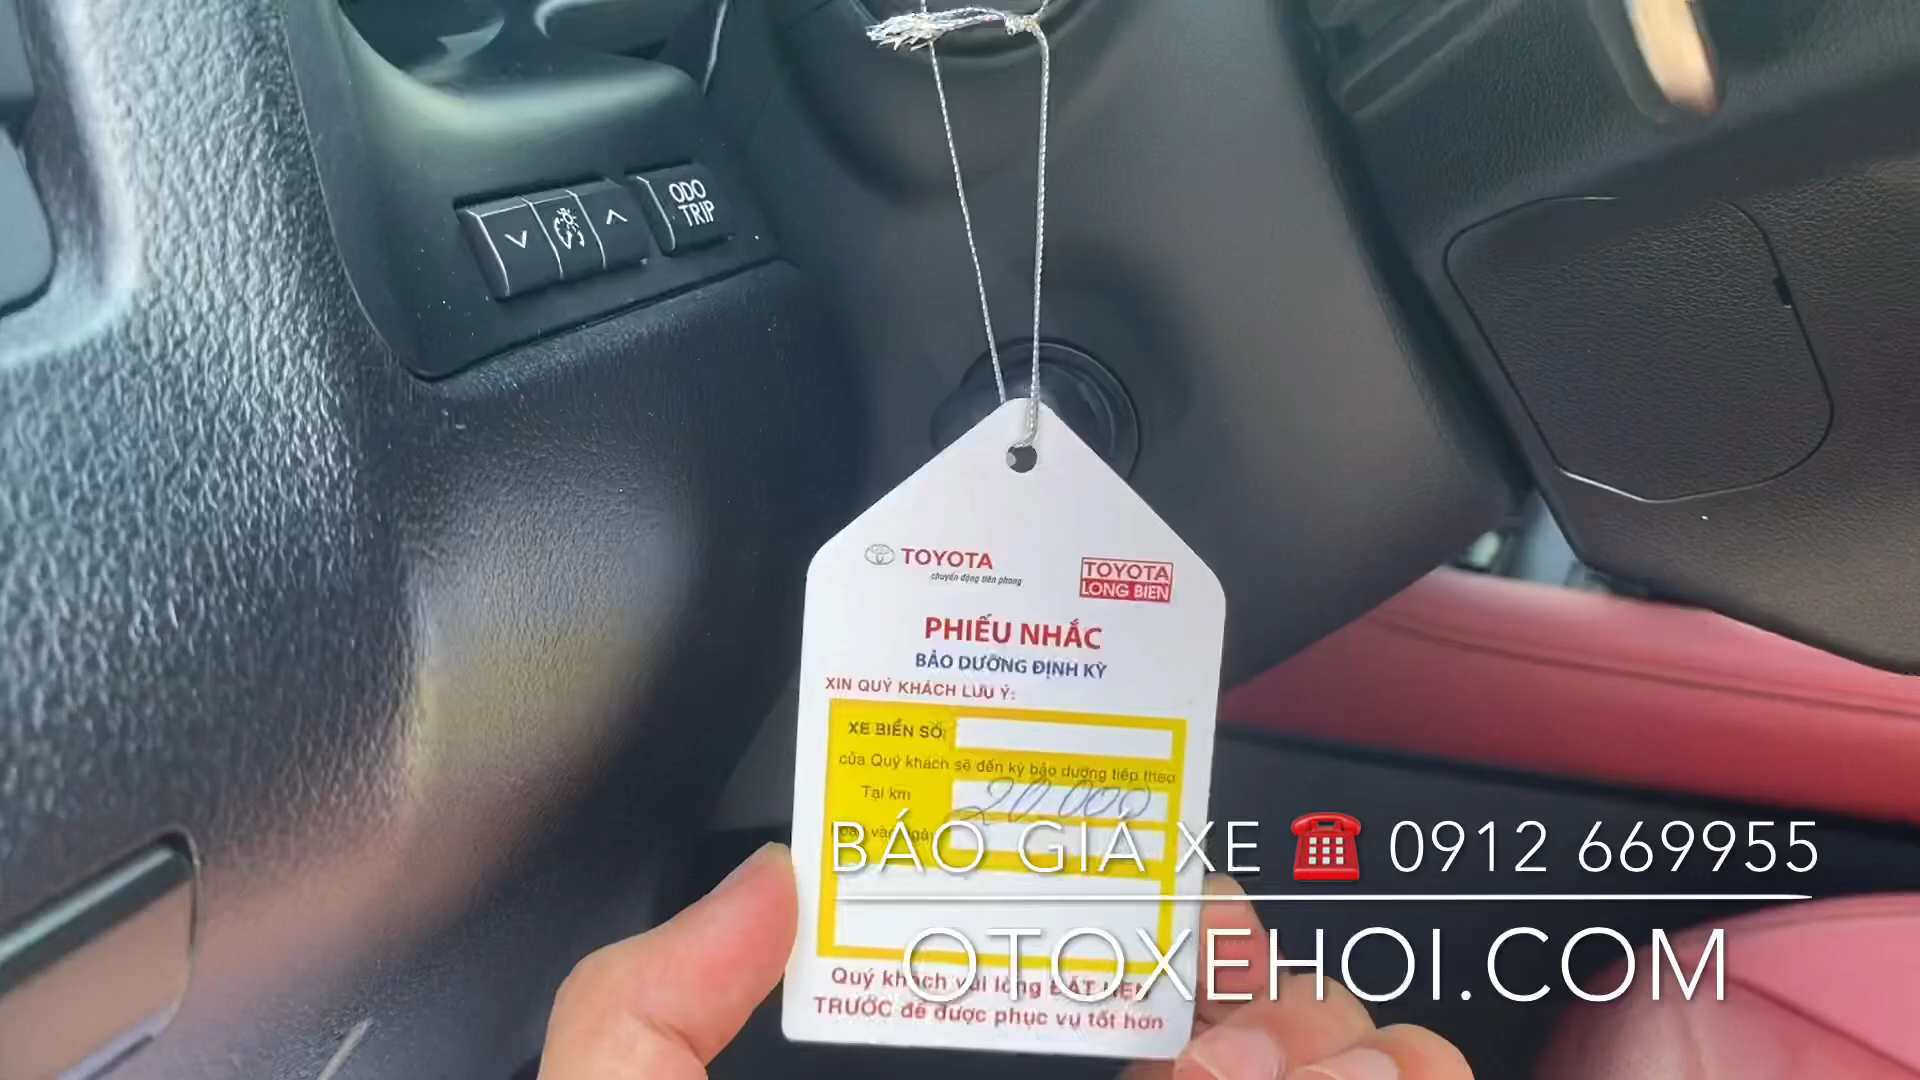 ODO
TRIP
TOYOTA
chuyển động tiên phong
TOYOTA
LONG BIEN
PHIẾU NHẮC
BẢO DƯỠNG ĐỊNH KỲ
XIN QUÝ KHÁCH LƯU Ý:
XE BIỂN SỐ:
của Quý khách sẽ đến kỳ bảo dưỡng tiếp theo
Tại km 20.000
BÁO GIÁ XE ☎️ 0912 669955
OTOXEHOI.COM
Quý khách vui lòng ĐẶT HẸN
TRƯỚC để được phục vụ tốt hơn